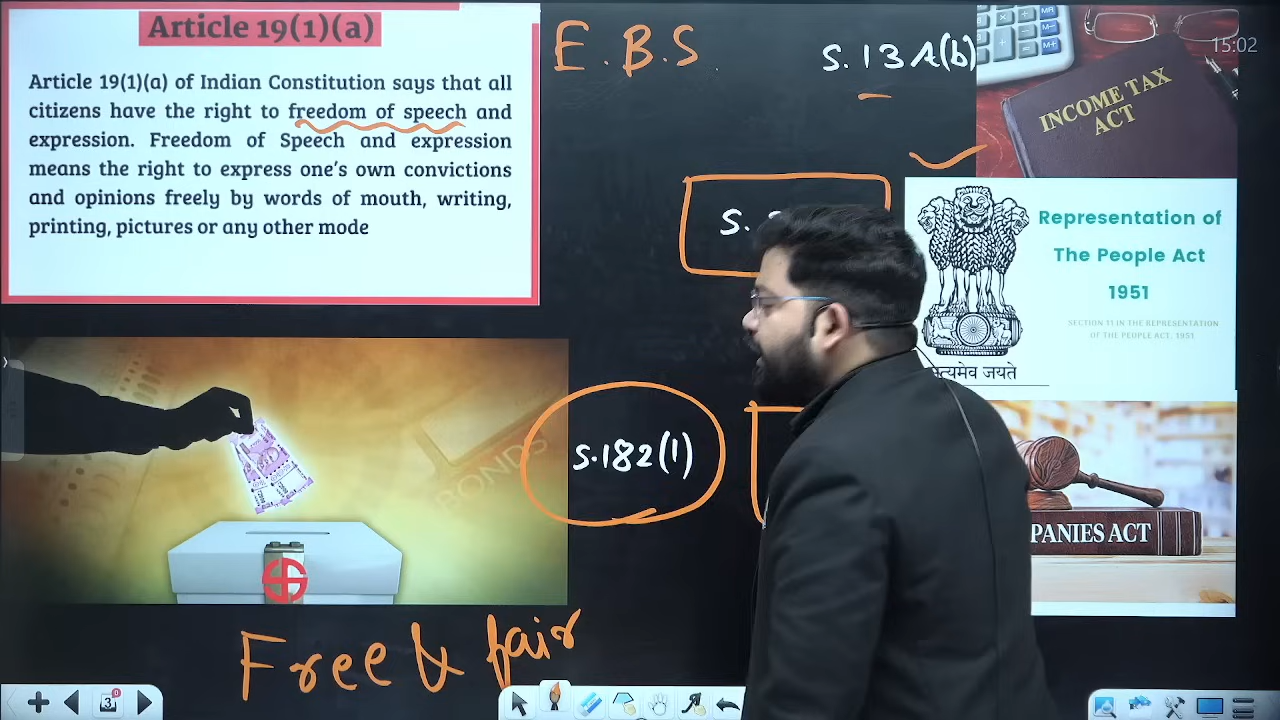 Article 19(1)(a)
Article 19(1)(a) of Indian Constitution says that all
citizens have the right to freedom of speech and
expression. Freedom of Speech and expression
means the right to express one's own convictions
and opinions freely by words of mouth, writing,
printing, pictures or any other mode
E.B.S.
S.13A(b)
15:02
INCOME TAX
ACT
S.
Representation of
The People Act
1951
SECTION 11 IN THE REPRESENTATION
OF THE PEOPLE ACT, 1951
सत्यमेव जयते
BONDS
S.182(1)
PANIES ACT
Free & fair
3
0